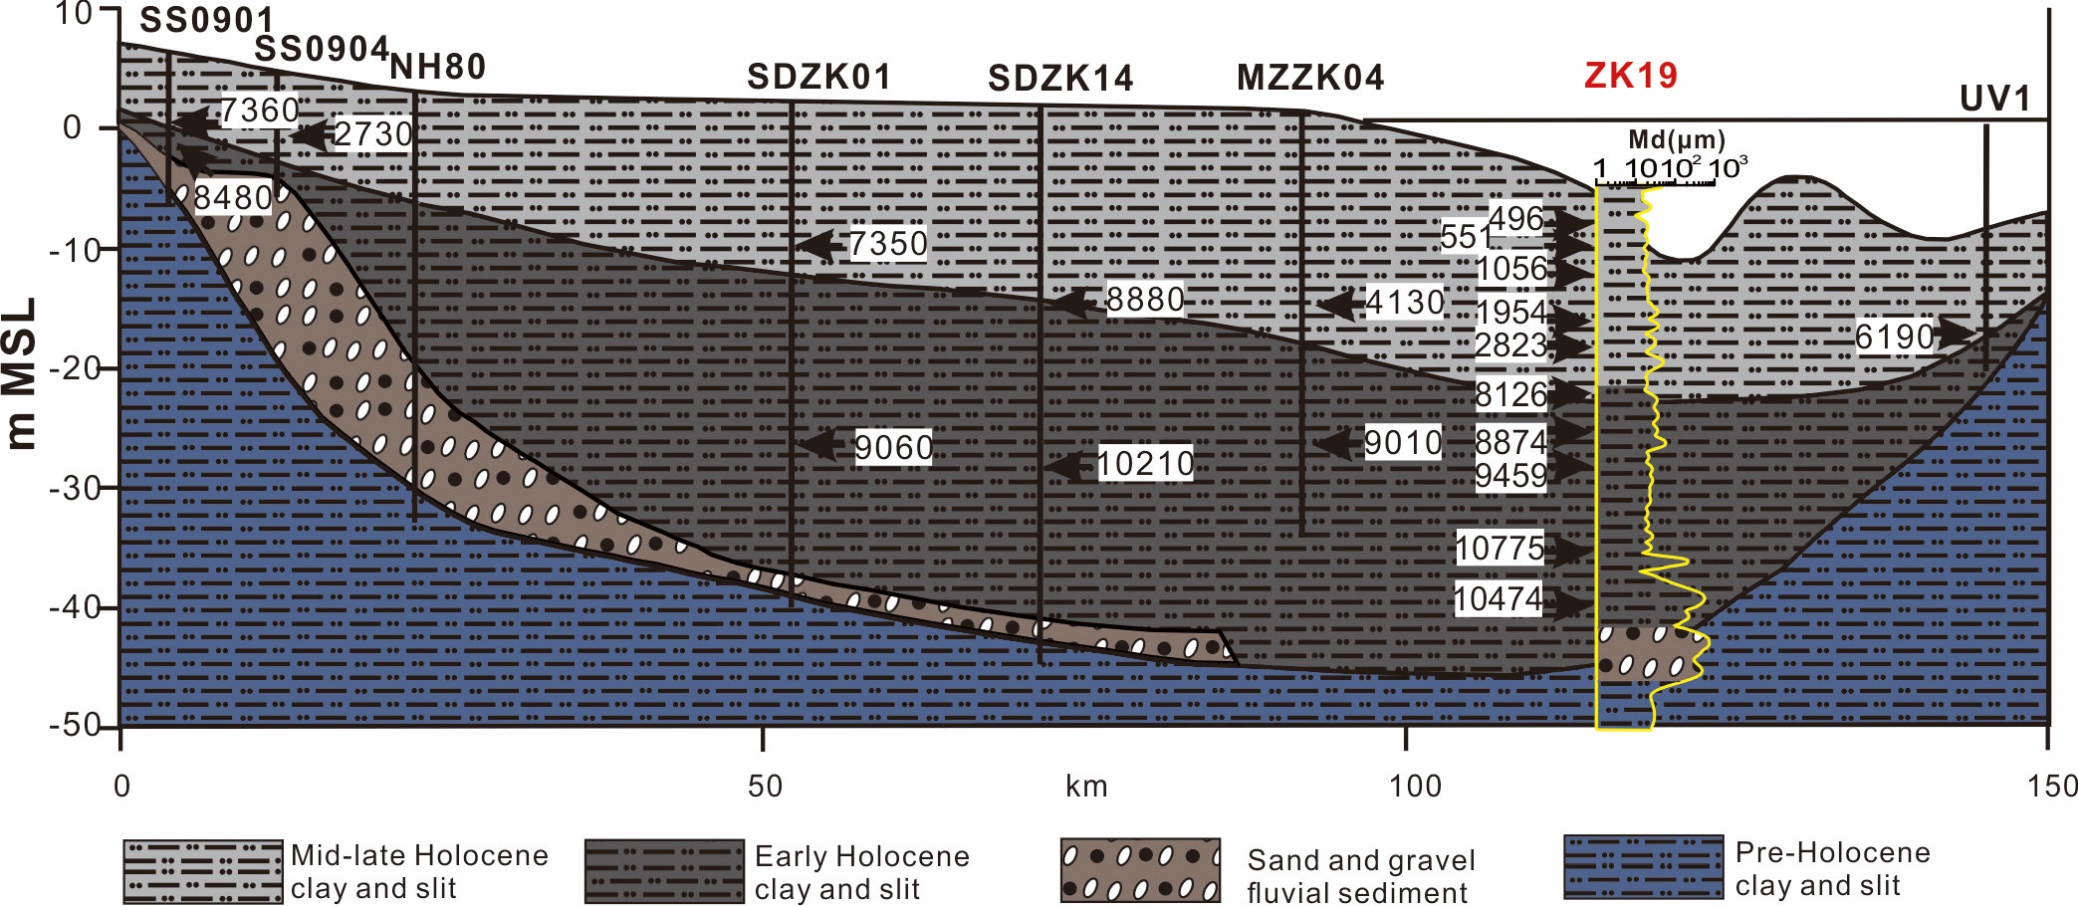 10
SS0901
SS0904
NH80
SDZK01
SDZK14
MZZK04
ZK19
UV1
Md(μm)
1 10 10² 10³
0
-10
-20
-30
-40
-50
m MSL
7360
2730
8480
7350
8880
4130
9060
10210
9010
496
551
1056
1954
2823
8126
8874
9459
10775
10474
6190
0 50 km 100 150
Mid-late Holocene
clay and slit
Early Holocene
clay and slit
Sand and gravel
fluvial sediment
Pre-Holocene
clay and slit